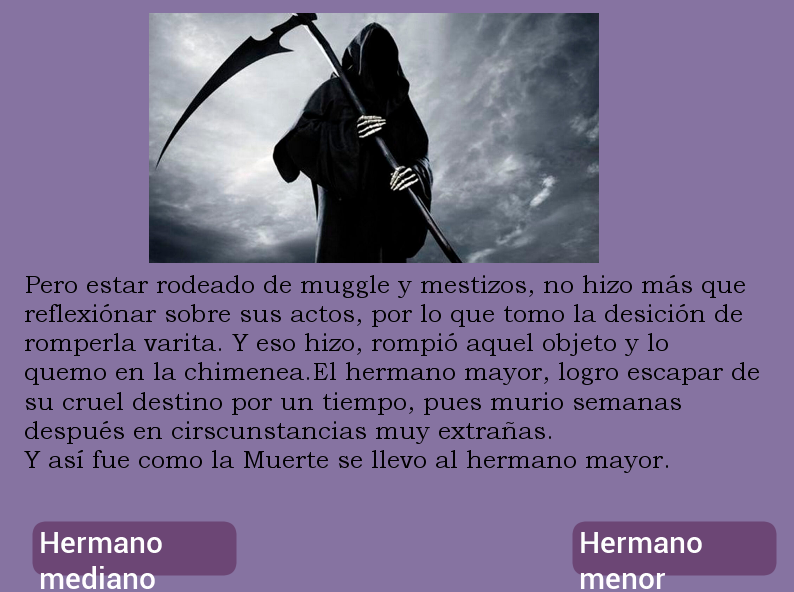 Pero estar rodeado de muggle y mestizos, no hizo más que
reflexiónar sobre sus actos, por lo que tomo la desición de
romperla varita. Y eso hizo, rompió aquel objeto y lo
quemo en la chimenea.El hermano mayor, logro escapar de
su cruel destino por un tiempo, pues murio semanas
después en cirscunstancias muy extrañas.
Y así fue como la Muerte se llevo al hermano mayor.
Hermano
mediano
Hermano
menor